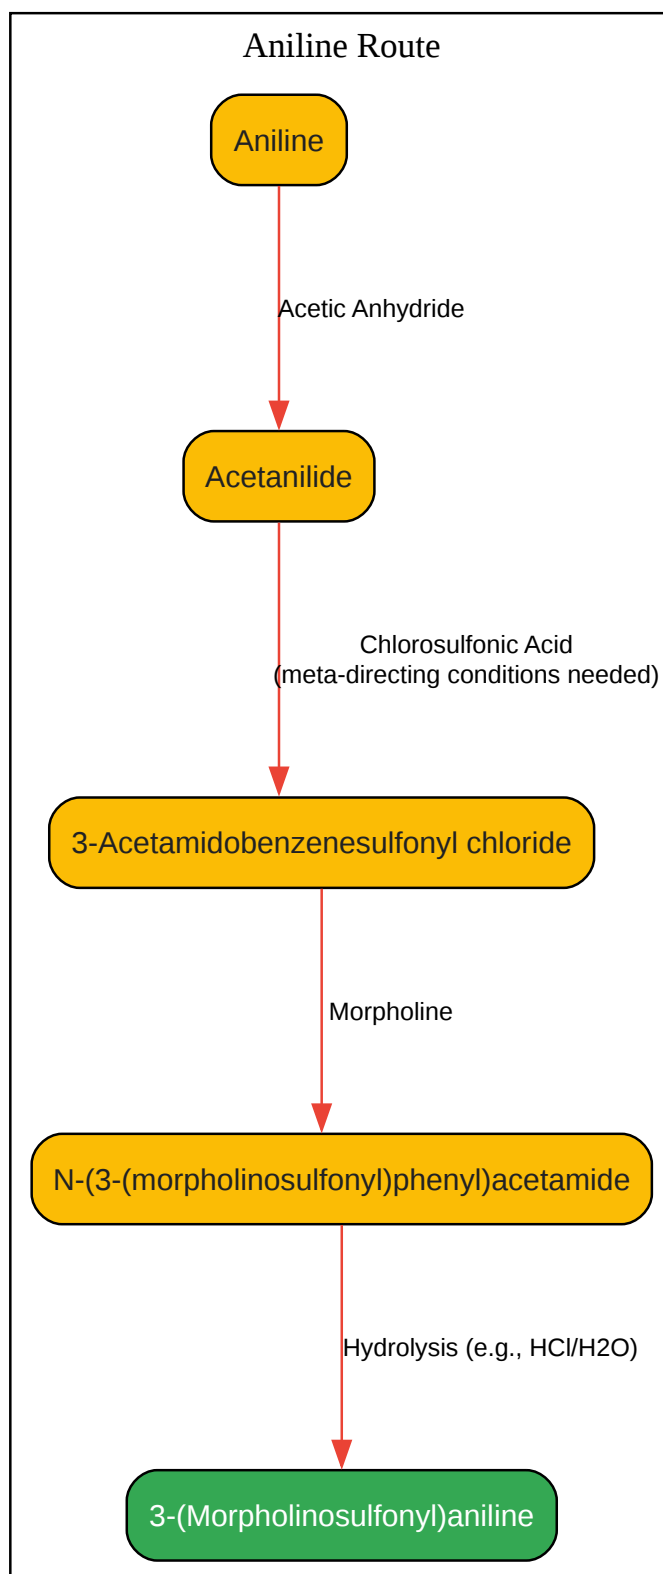 Aniline Route
Aniline
Acetic Anhydride
Acetanilide
Chlorosulfonic Acid
(meta-directing conditions needed)
3-Acetamidobenzenesulfonyl chloride
Morpholine
N-(3-(morpholinosulfonyl)phenyl)acetamide
Hydrolysis (e.g., HCl/H2O)
3-(Morpholinosulfonyl)aniline